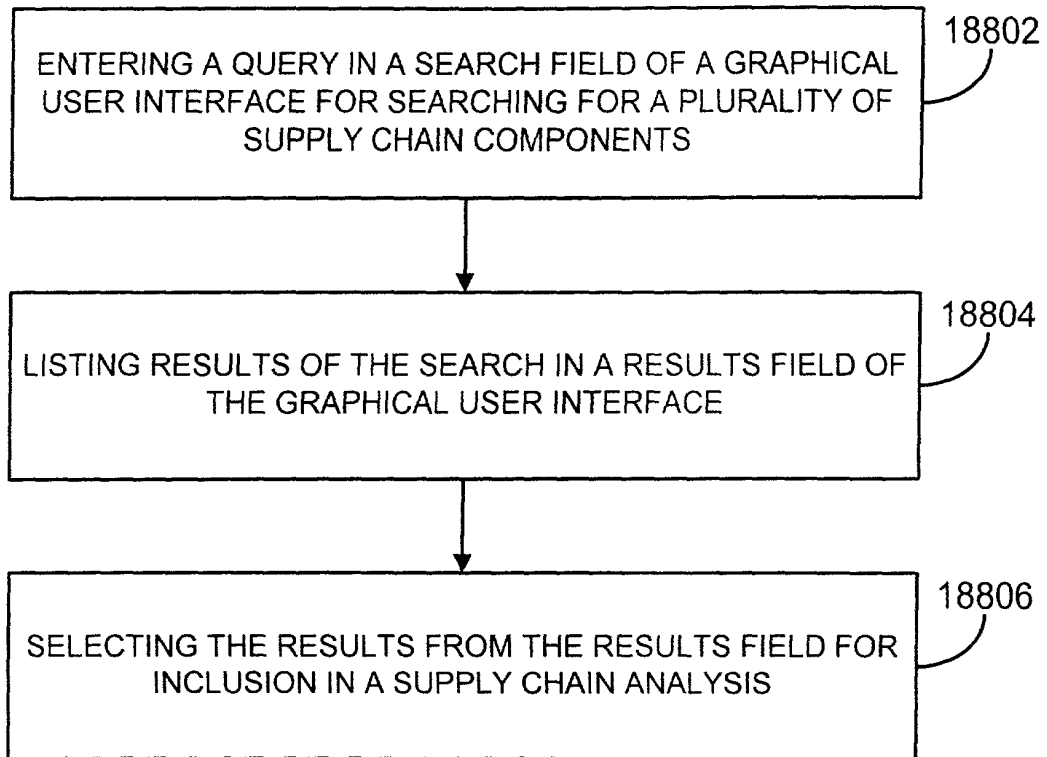 18802
ENTERING A QUERY IN A SEARCH FIELD OF A GRAPHICAL
USER INTERFACE FOR SEARCHING FOR A PLURALITY OF
SUPPLY CHAIN COMPONENTS
18804
LISTING RESULTS OF THE SEARCH IN A RESULTS FIELD OF
THE GRAPHICAL USER INTERFACE
18806
SELECTING THE RESULTS FROM THE RESULTS FIELD FOR
INCLUSION IN A SUPPLY CHAIN ANALYSIS